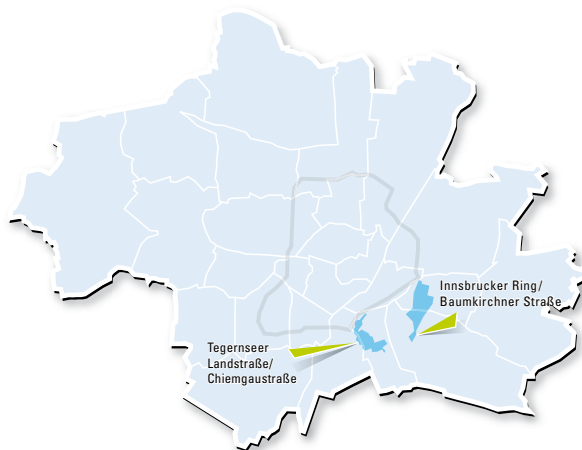 Innsbrucker Ring/
Baumkirchner Straße
Tegernseer
Landstraße/
Chiemgaustraße